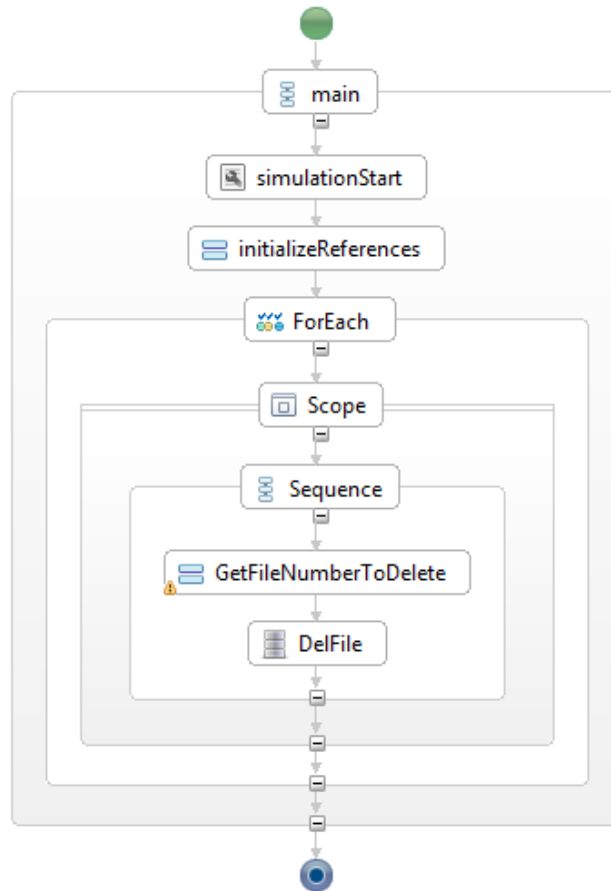 main
simulationStart
initializeReferences
ForEach
Scope
Sequence
GetFileNumberToDelete
DelFile